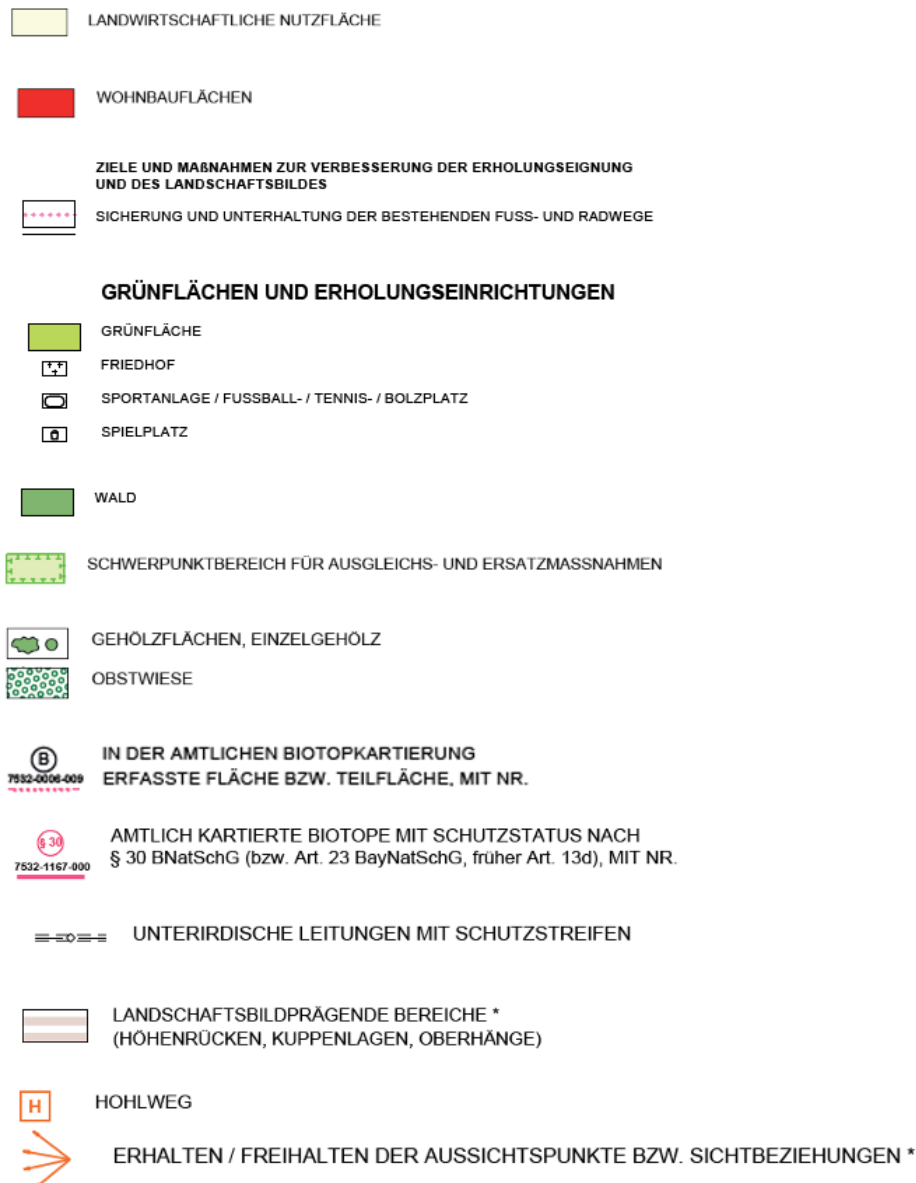 LANDWIRTSCHAFTLICHE NUTZFLÄCHE
WOHNBAUFLÄCHEN
ZIELE UND MAßNAHMEN ZUR VERBESSERUNG DER ERHOLUNGSEIGNUNG
UND DES LANDSCHAFTSBILDES
SICHERUNG UND UNTERHALTUNG DER BESTEHENDEN FUSS- UND RADWEGE
GRÜNFLÄCHEN UND ERHOLUNGSEINRICHTUNGEN
GRÜNFLÄCHE
FRIEDHOF
SPORTANLAGE / FUSSBALL- / TENNIS- / BOLZPLATZ
SPIELPLATZ
WALD
SCHWERPUNKTBEREICH FÜR AUSGLEICHS- UND ERSATZMASSNAHMEN
GEHÖLZFLÄCHEN, EINZELGEHÖLZ
OBSTWIESE
B
7532-0006-009
IN DER AMTLICHEN BIOTOPKARTIERUNG
ERFASSTE FLÄCHE BZW. TEILFLÄCHE, MIT NR.
§ 30
7532-1167-000
AMTLICH KARTIERTE BIOTOPE MIT SCHUTZSTATUS NACH
§ 30 BNatSchG (bzw. Art. 23 BayNatSchG, früher Art. 13d), MIT NR.
UNTERIRDISCHE LEITUNGEN MIT SCHUTZSTREIFEN
LANDSCHAFTSBILDPRÄGENDE BEREICHE *
(HÖHENRÜCKEN, KUPPENLAGEN, OBERHÄNGE)
H HOHLWEG
ERHALTEN / FREIHALTEN DER AUSSICHTSPUNKTE BZW. SICHTBEZIEHUNGEN *